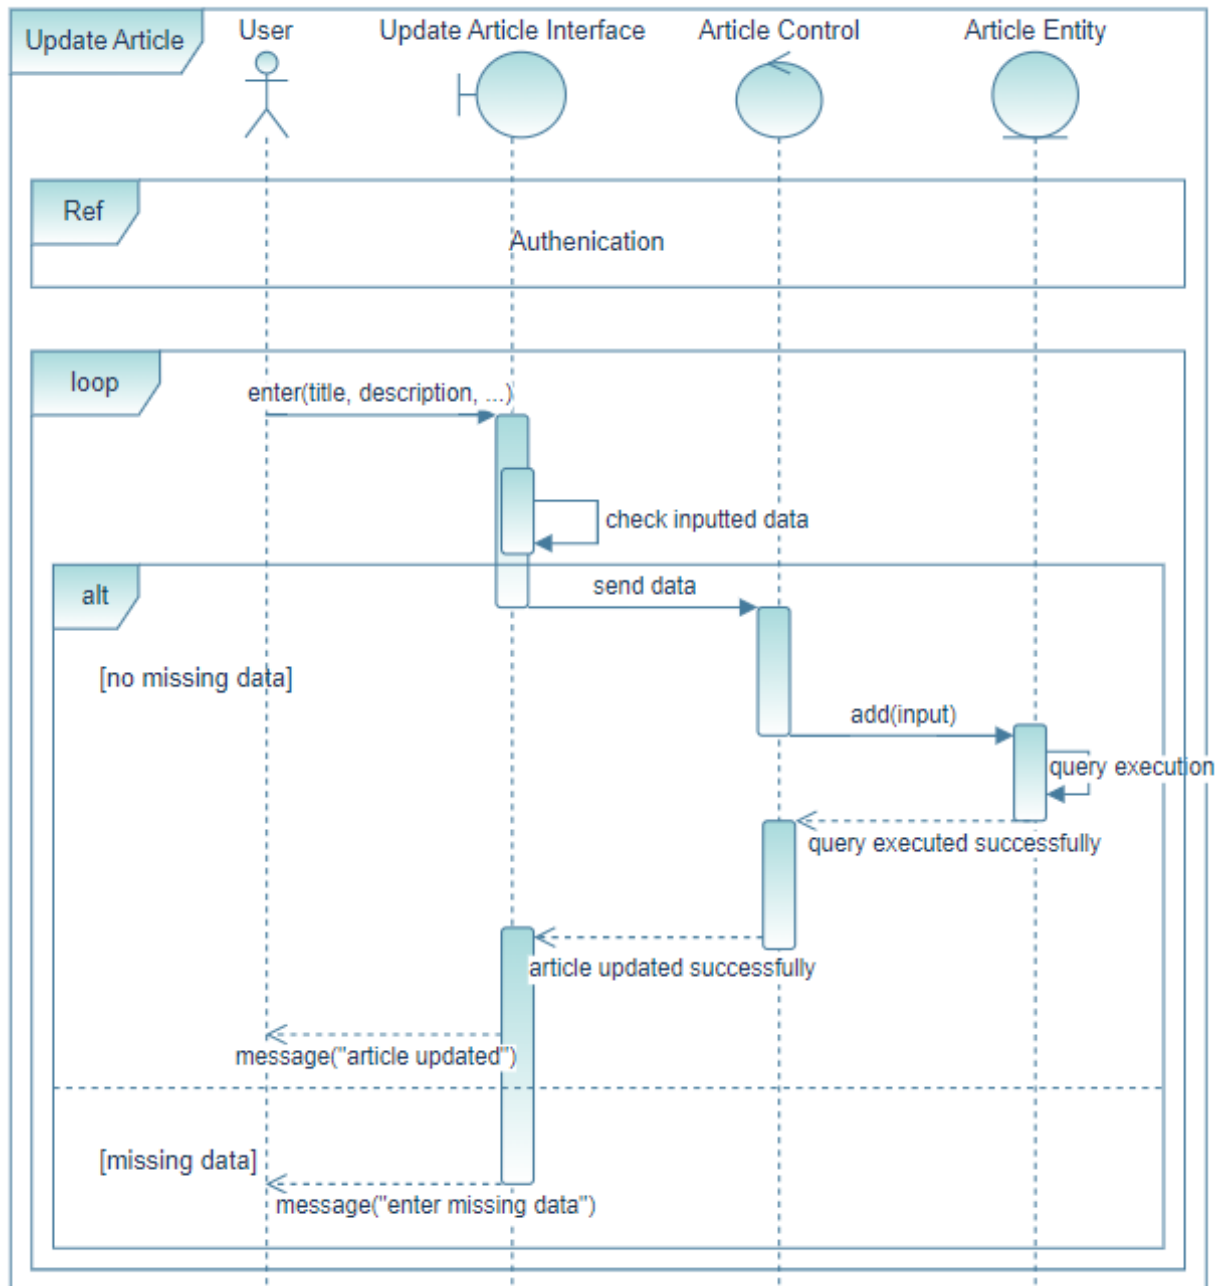 Update Article
User
Update Article Interface
Article Control
Article Entity
Ref
Authenication
loop
enter(title, description, ...)
check inputted data
alt
send data
[no missing data]
add(input)
query execution
query executed successfully
article updated successfully
message("article updated")
[missing data]
message("enter missing data")